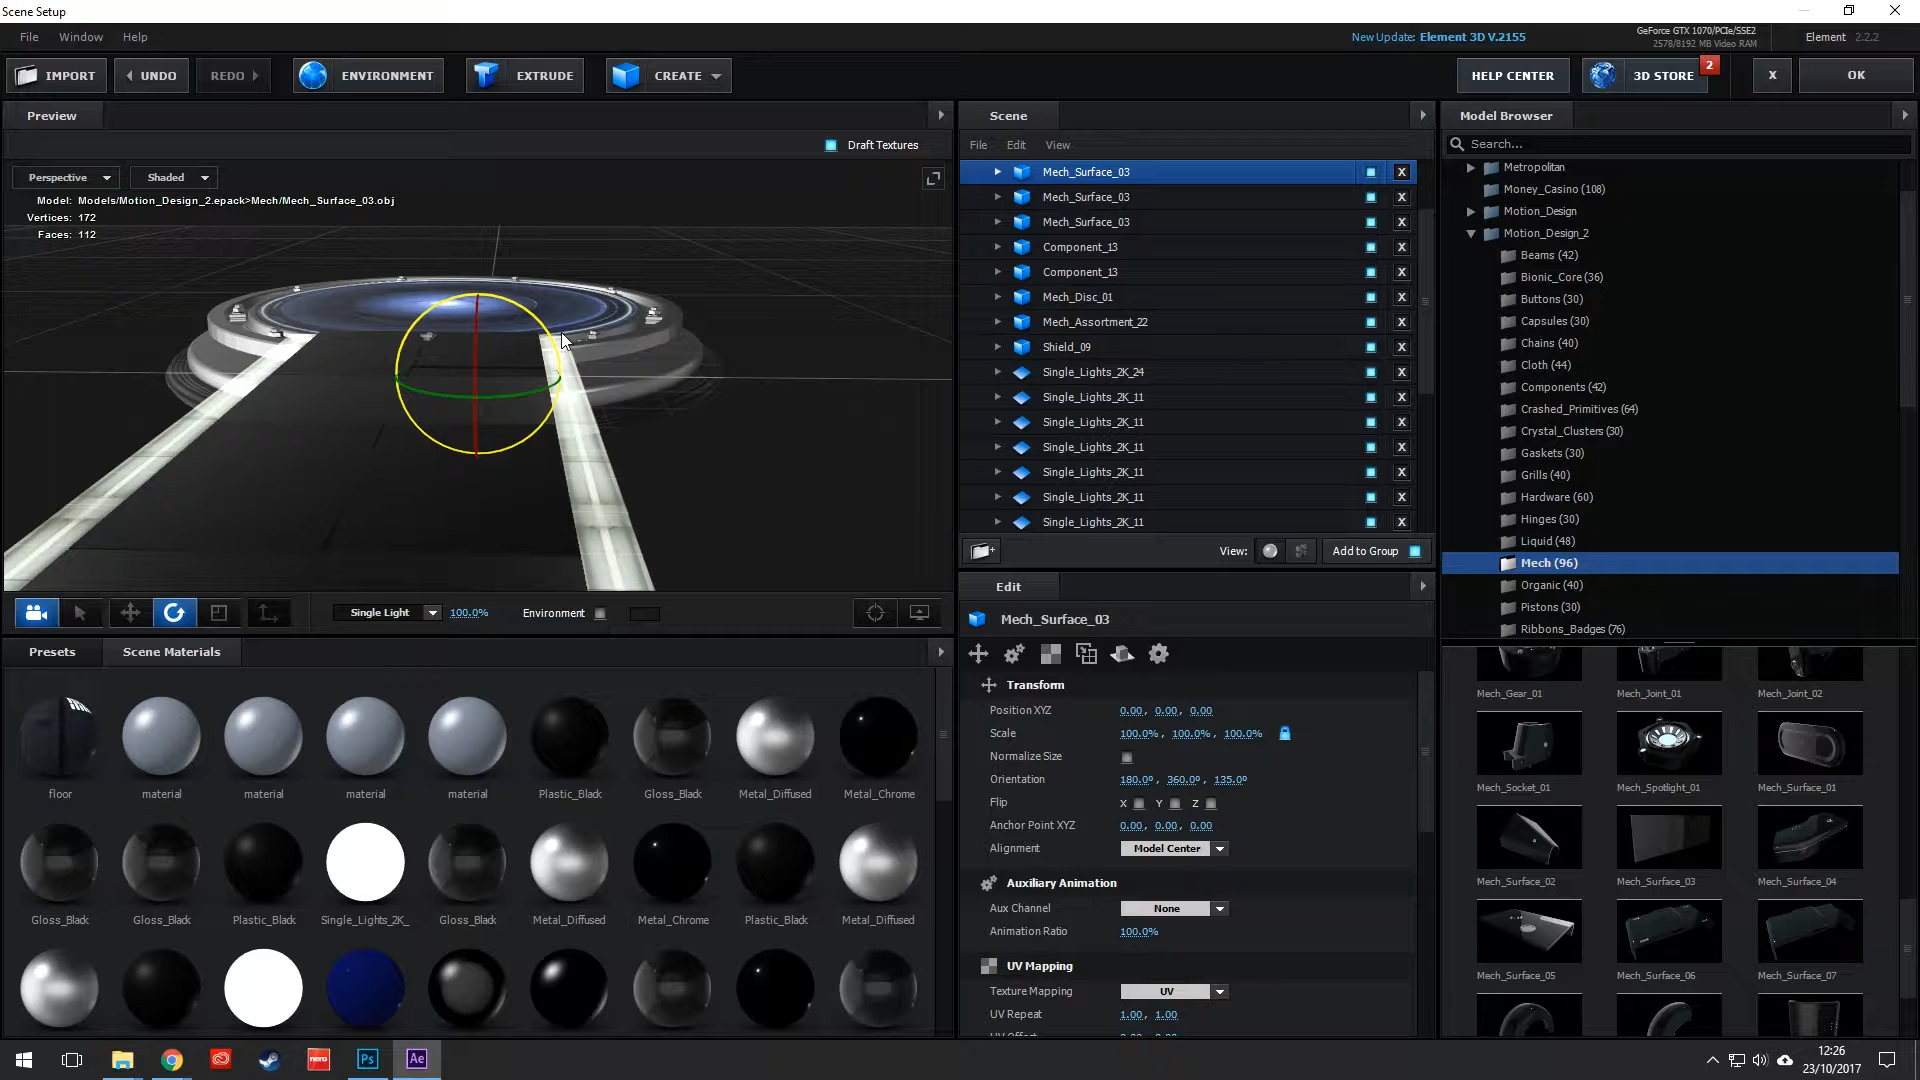 Scene Setup
File Window Help
New Update: Element 3D V.2155
GeForce GTX 1070/PCIe/SSE2
2578/8192 MB Video RAM
Element 2.2.2
IMPORT
UNDO
REDO
ENVIRONMENT
EXTRUDE
CREATE
HELP CENTER
3D STORE
2
X
OK
Preview
Draft Textures
Perspective
Shaded
Model: Models/Motion_Design_2.epack>Mech/Mech_Surface_03.obj
Vertices: 172
Faces: 112
Single Light
100.0%
Environment
Presets
Scene Materials
floor
material
material
material
material
Plastic_Black
Gloss_Black
Metal_Diffused
Metal_Chrome
Gloss_Black
Gloss_Black
Plastic_Black
Single_Lights_2K_
Gloss_Black
Metal_Diffused
Metal_Chrome
Plastic_Black
Metal_Diffused
Scene
File Edit View
Mech_Surface_03 X
Mech_Surface_03 X
Mech_Surface_03 X
Component_13 X
Component_13 X
Mech_Disc_01 X
Mech_Assortment_22 X
Shield_09 X
Single_Lights_2K_24 X
Single_Lights_2K_11 X
Single_Lights_2K_11 X
Single_Lights_2K_11 X
Single_Lights_2K_11 X
Single_Lights_2K_11 X
Single_Lights_2K_11 X
View:
Add to Group
Edit
Mech_Surface_03
Transform
Position XYZ 0.00, 0.00, 0.00
Scale 100.0%, 100.0%, 100.0%
Normalize Size
Orientation 180.0º, 360.0º, 135.0º
Flip X Y Z
Anchor Point XYZ 0.00, 0.00, 0.00
Alignment Model Center
Auxiliary Animation
Aux Channel None
Animation Ratio 100.0%
UV Mapping
Texture Mapping UV
UV Repeat 1.00, 1.00
Model Browser
Search...
Metropolitan
Money_Casino (108)
Motion_Design
Motion_Design_2
Beams (42)
Bionic_Core (36)
Buttons (30)
Capsules (30)
Chains (40)
Cloth (44)
Components (42)
Crashed_Primitives (64)
Crystal_Clusters (30)
Gaskets (30)
Grills (40)
Hardware (60)
Hinges (30)
Liquid (48)
Mech (96)
Organic (40)
Pistons (30)
Ribbons_Badges (76)
Mech_Gear_01
Mech_Joint_01
Mech_Joint_02
Mech_Socket_01
Mech_Spotlight_01
Mech_Surface_01
Mech_Surface_02
Mech_Surface_03
Mech_Surface_04
Mech_Surface_05
Mech_Surface_06
Mech_Surface_07
nero
Ps
Ae
12:26
23/10/2017